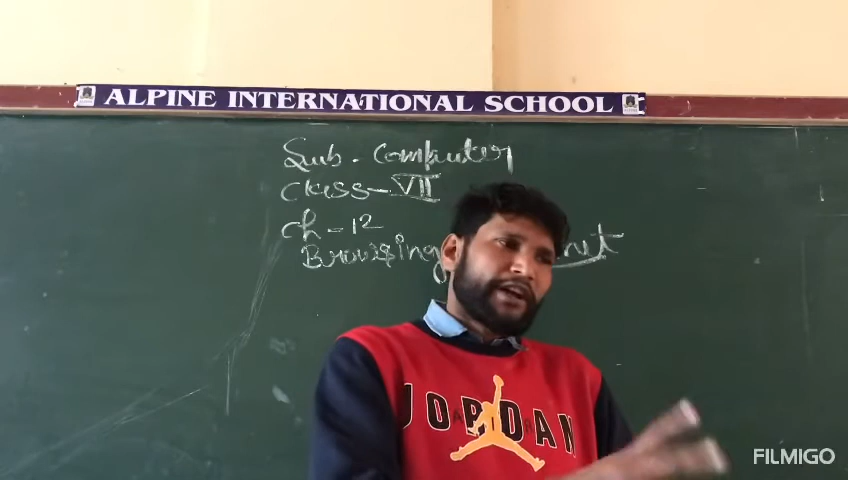 ALPINE INTERNATIONAL SCHOOL
Sub - Computer
Class - VII
Ch - 12
Browsing
JORDAN
FILMIGO